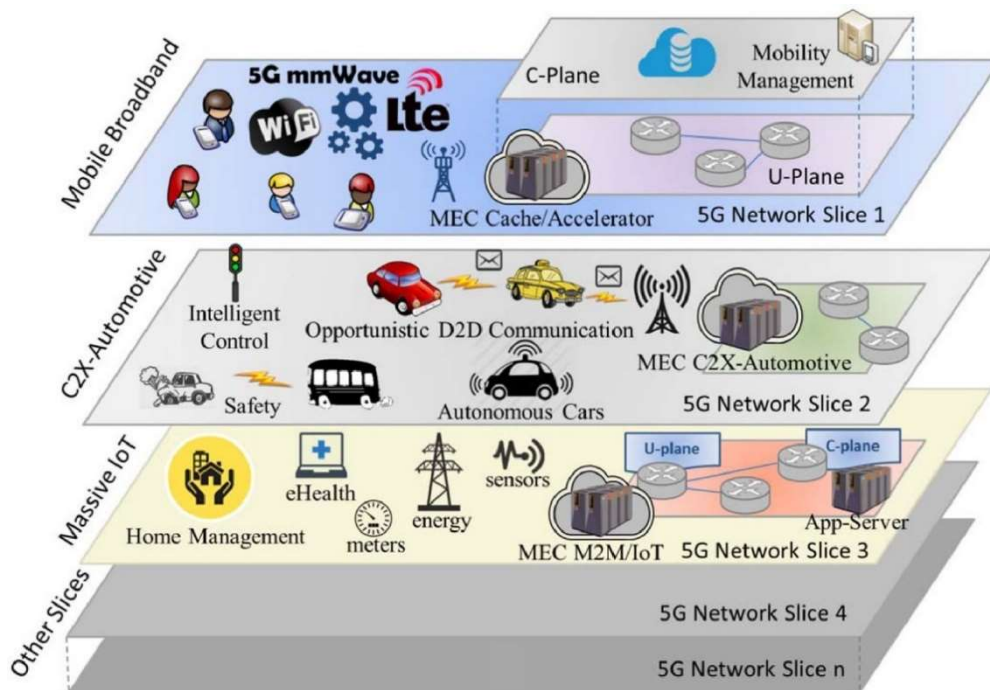 Mobile Broadband
5G mmWave
WiFi
Lte
C-Plane
Mobility
Management
U-Plane
MEC Cache/Accelerator
5G Network Slice 1
C2X-Automotive
Intelligent
Control
Opportunistic D2D Communication
MEC C2X-Automotive
Safety
Autonomous Cars
5G Network Slice 2
Massive IoT
Home Management
eHealth
meters
energy
sensors
U-plane
C-plane
App-Server
MEC M2M/IoT
5G Network Slice 3
Other Slices
5G Network Slice 4
5G Network Slice n